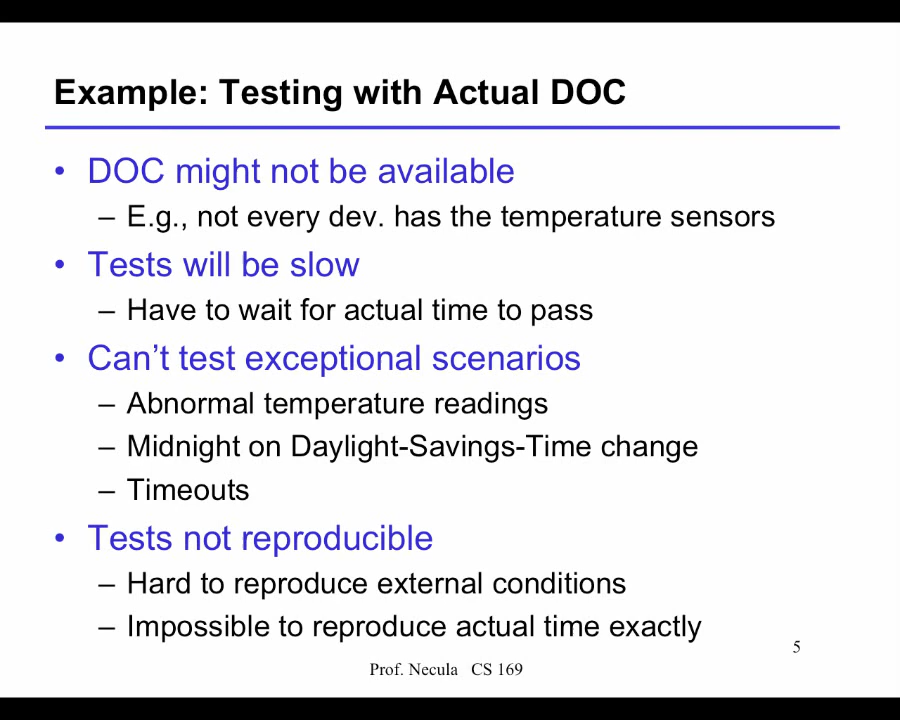 Example: Testing with Actual DOC
• DOC might not be available
– E.g., not every dev. has the temperature sensors
• Tests will be slow
– Have to wait for actual time to pass
• Can’t test exceptional scenarios
– Abnormal temperature readings
– Midnight on Daylight-Savings-Time change
– Timeouts
• Tests not reproducible
– Hard to reproduce external conditions
– Impossible to reproduce actual time exactly
5
Prof. Necula CS 169